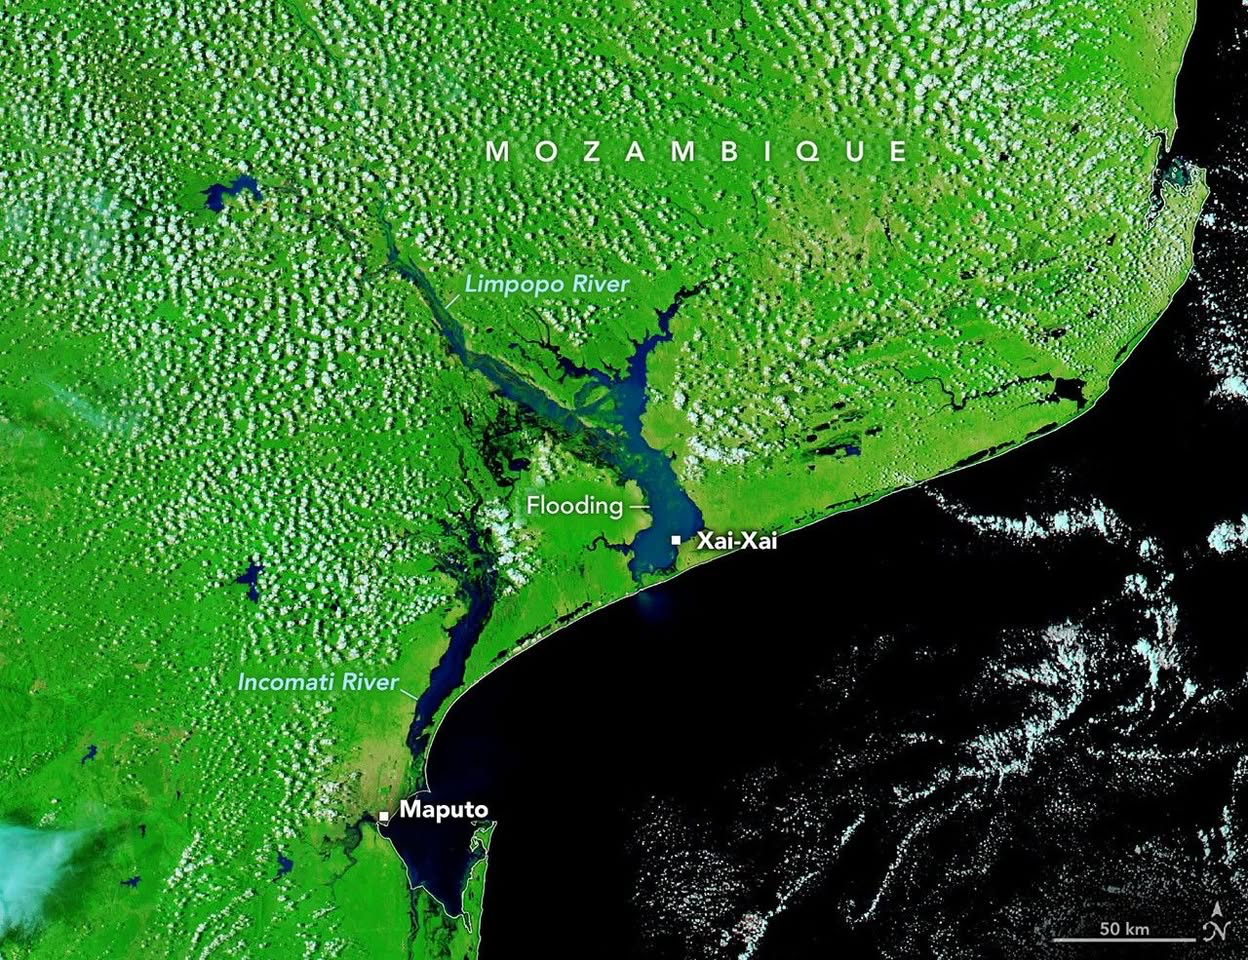 M O Z A M B I Q U E
Limpopo River
Flooding
Xai-Xai
Incomati River
Maputo
50 km
N